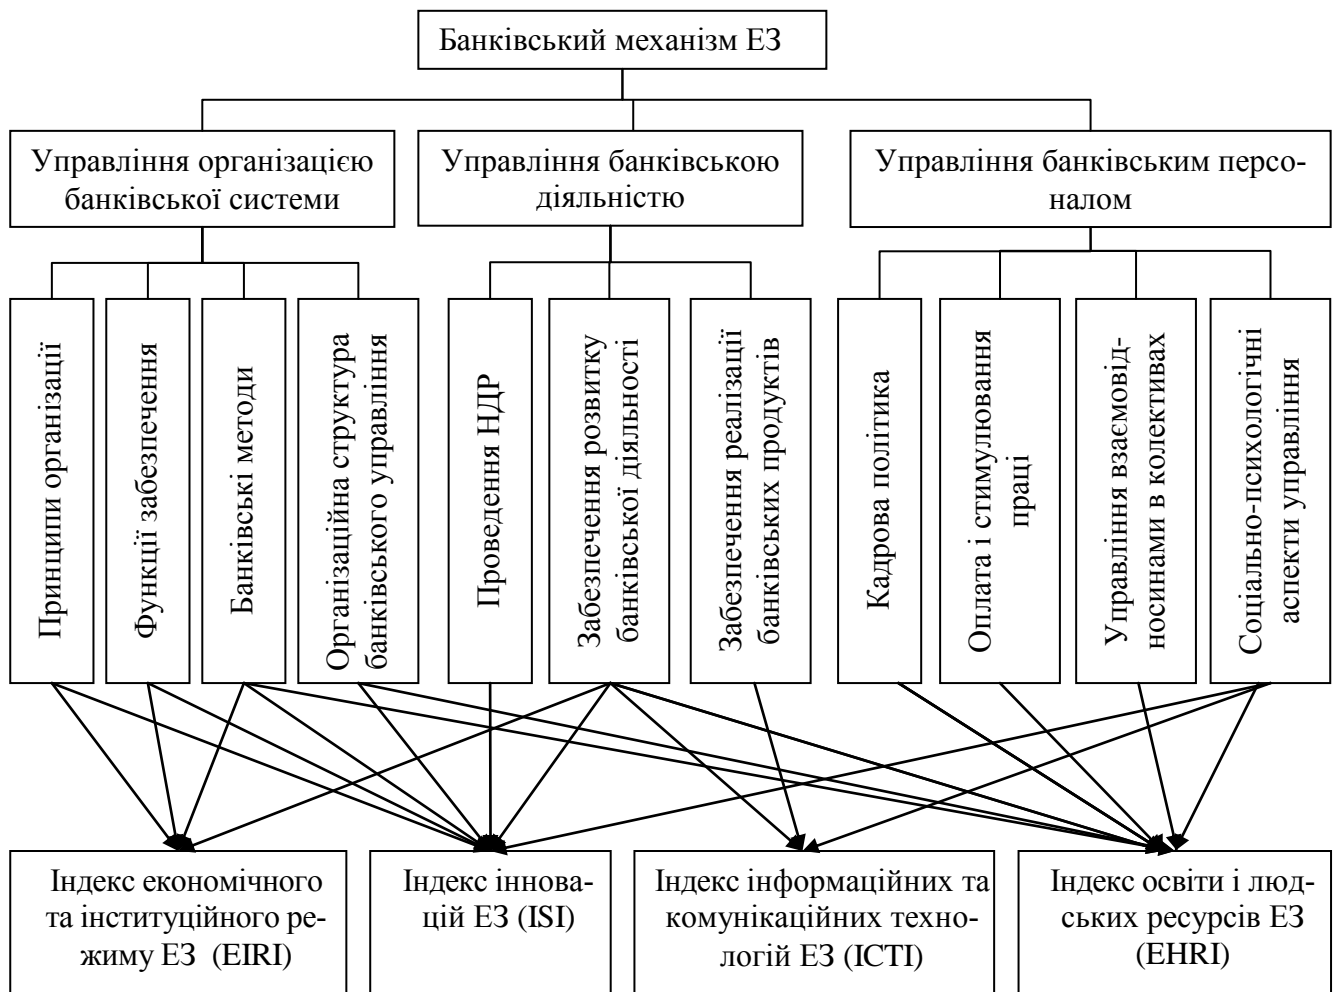 Банківський механізм ЕЗ
Управління організацією
банківської системи
Управління банківською
діяльністю
Управління банківським персо-
налом
Принципи організації
Функції забезпечення
Банківські методи
Організаційна структура
банківського управління
Проведення НДР
Забезпечення розвитку
банківської діяльності
Забезпечення реалізації
банківських продуктів
Кадрова політика
Оплата і стимулювання
праці
Управління взаємовід-
носинами в колективах
Соціально-психологічні
аспекти управління
Індекс економічного
та інституційного ре-
жиму ЕЗ (EIRI)
Індекс іннова-
цій ЕЗ (ISI)
Індекс інформаційних та
комунікаційних техно-
логій ЕЗ (ICTI)
Індекс освіти і люд-
ських ресурсів ЕЗ
(EHRI)